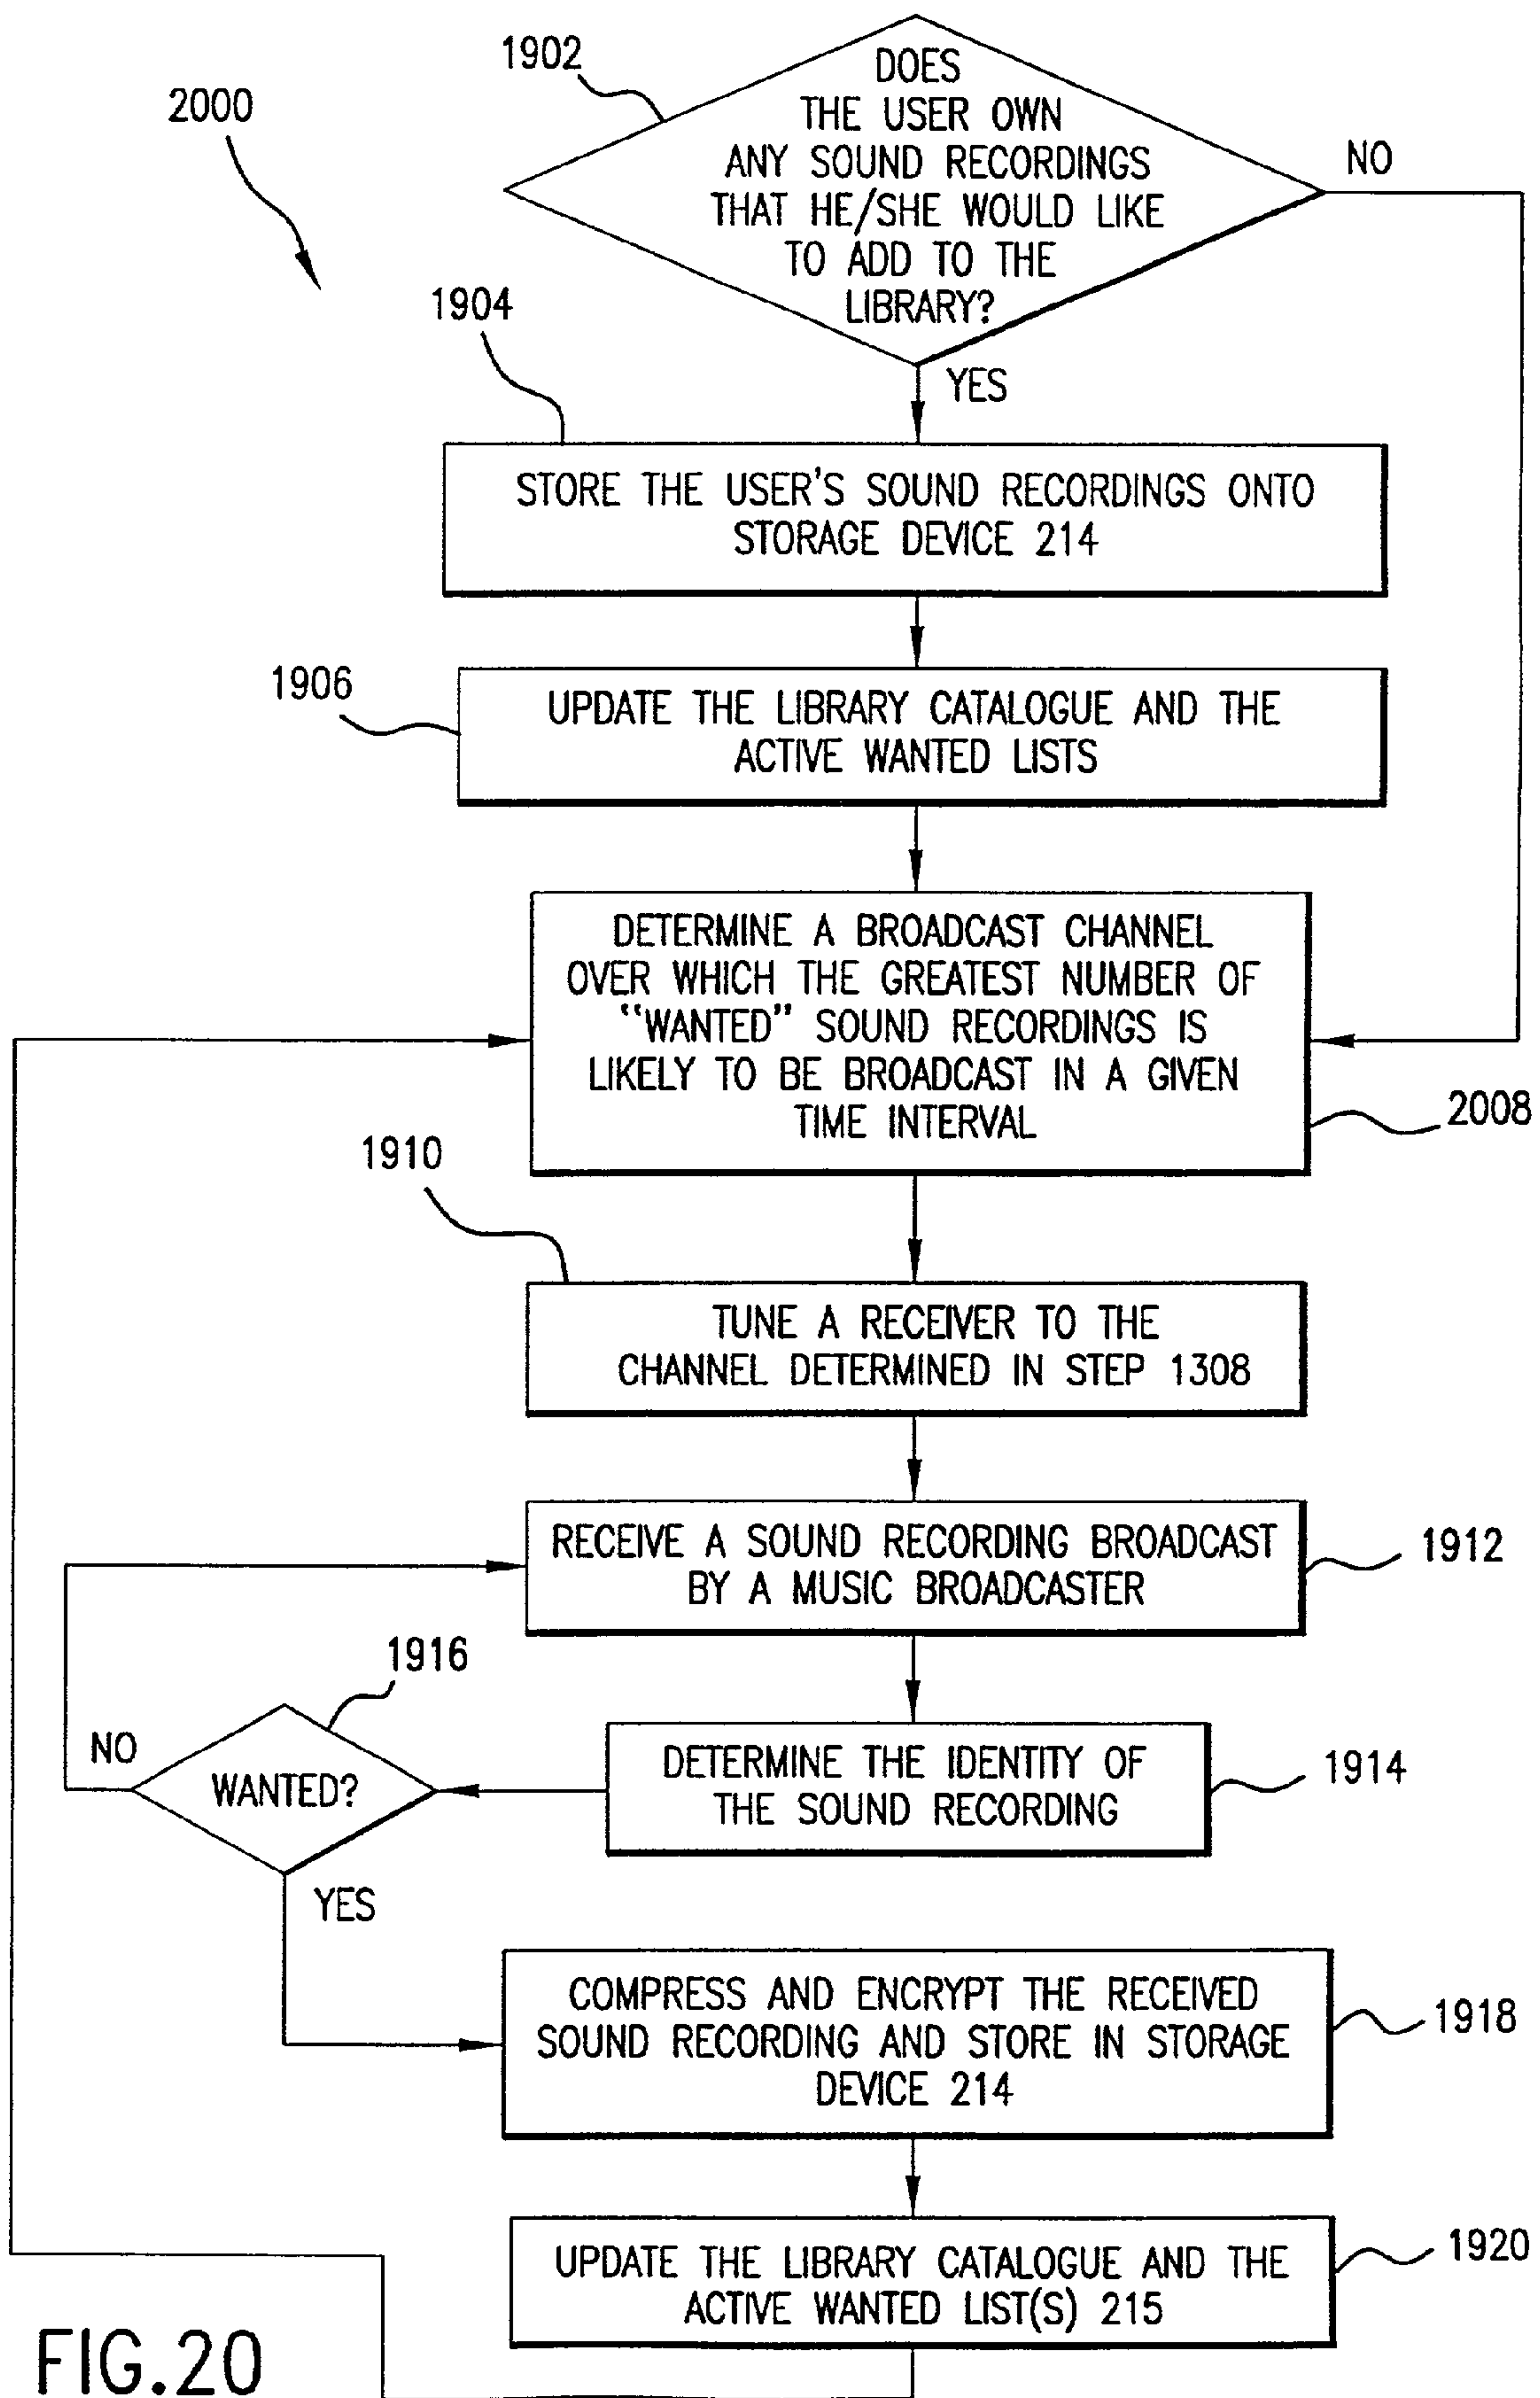 1902
2000
DOES
THE USER OWN
ANY SOUND RECORDINGS
THAT HE/SHE WOULD LIKE
TO ADD TO THE
LIBRARY?
NO
YES
1904
STORE THE USER'S SOUND RECORDINGS ONTO
STORAGE DEVICE 214
1906
UPDATE THE LIBRARY CATALOGUE AND THE
ACTIVE WANTED LISTS
DETERMINE A BROADCAST CHANNEL
OVER WHICH THE GREATEST NUMBER OF
“WANTED” SOUND RECORDINGS IS
LIKELY TO BE BROADCAST IN A GIVEN
TIME INTERVAL
2008
1910
TUNE A RECEIVER TO THE
CHANNEL DETERMINED IN STEP 1308
RECEIVE A SOUND RECORDING BROADCAST
BY A MUSIC BROADCASTER
1912
1916
NO
WANTED?
YES
DETERMINE THE IDENTITY OF
THE SOUND RECORDING
1914
COMPRESS AND ENCRYPT THE RECEIVED
SOUND RECORDING AND STORE IN STORAGE
DEVICE 214
1918
UPDATE THE LIBRARY CATALOGUE AND THE
ACTIVE WANTED LIST(S) 215
1920
FIG.20